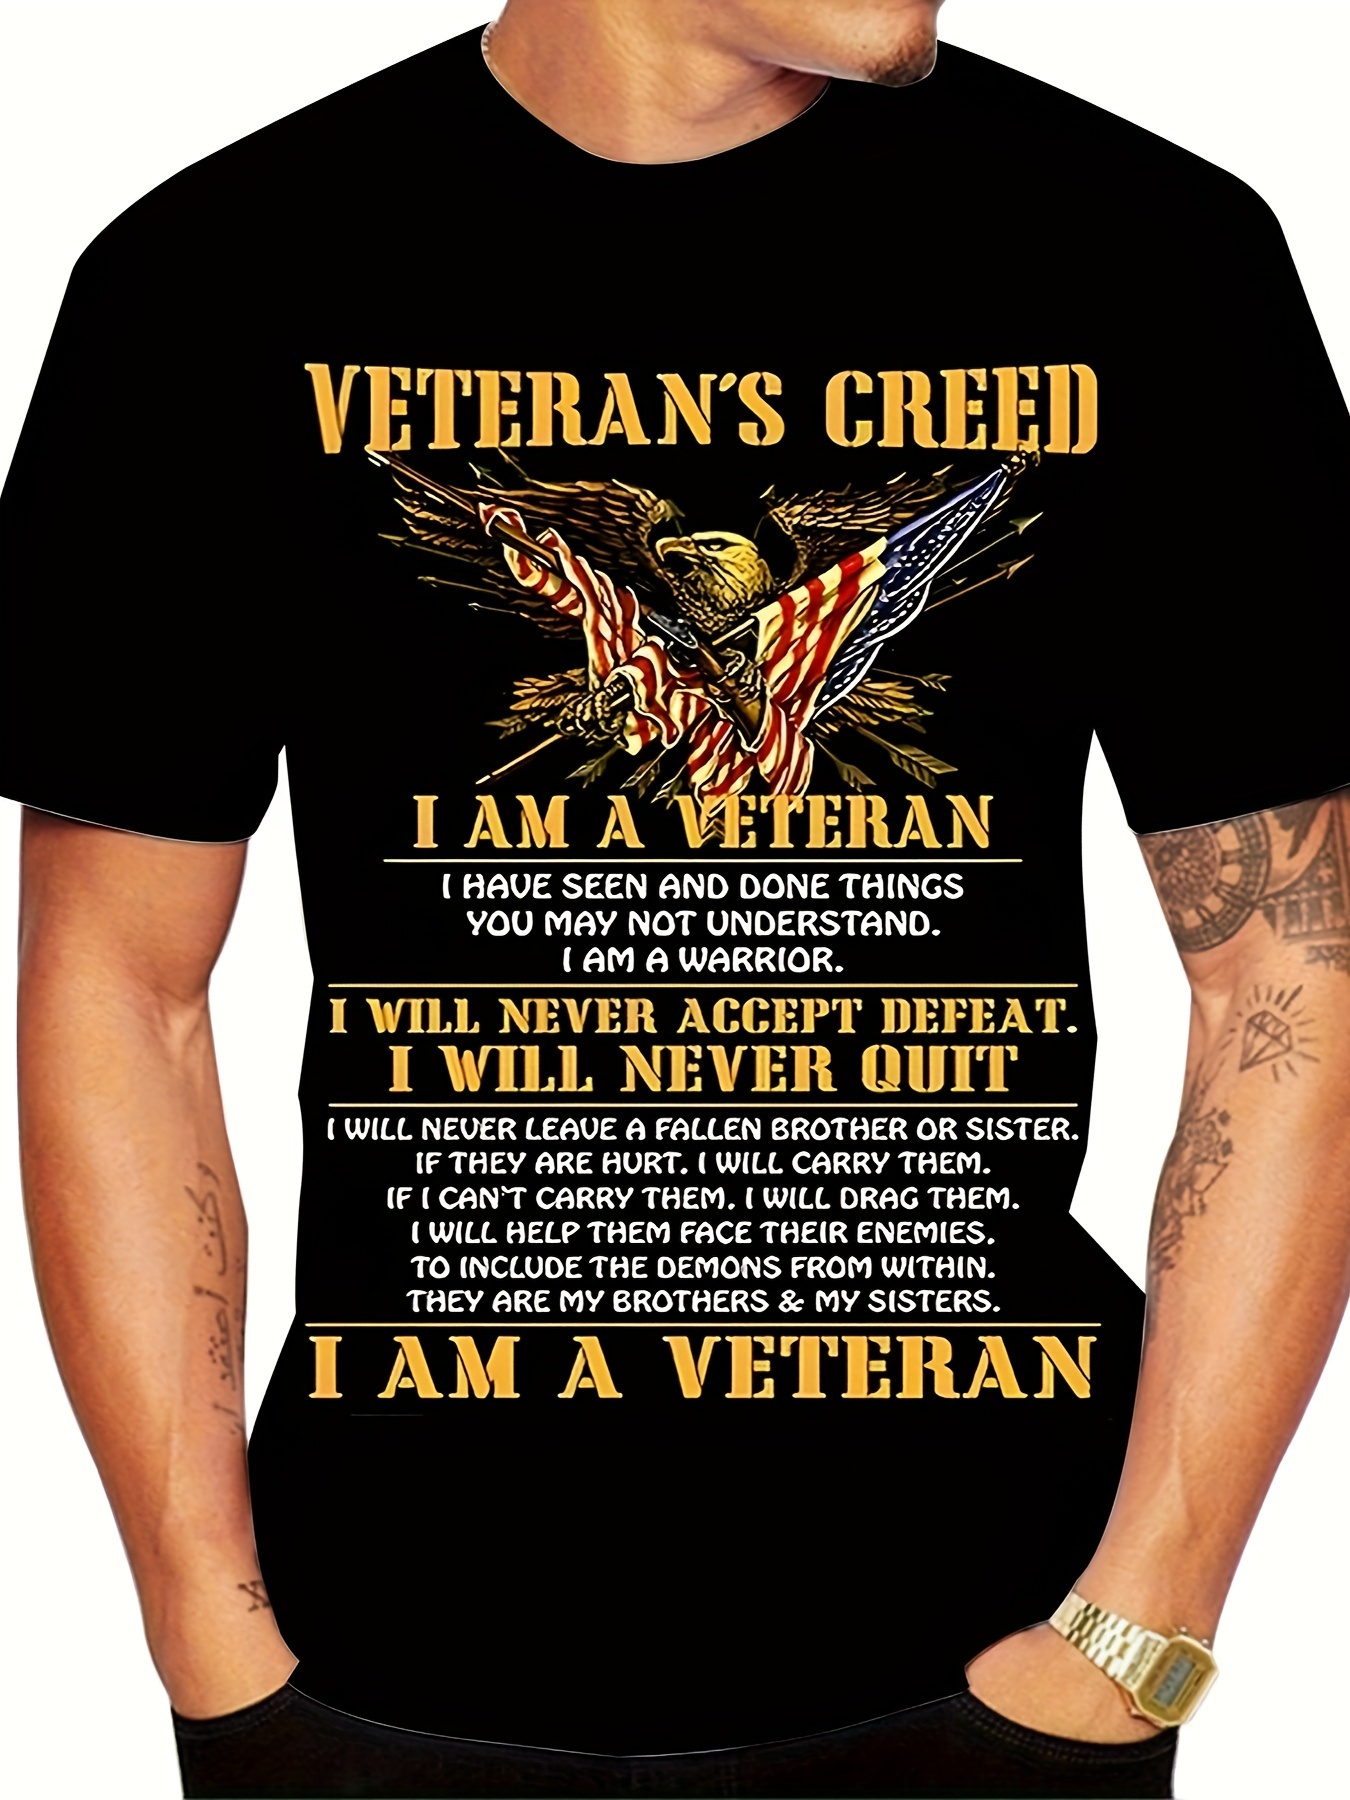 VETERAN'S CREED
I AM A VETERAN
I HAVE SEEN AND DONE THINGS
YOU MAY NOT UNDERSTAND.
I AM A WARRIOR.
I WILL NEVER ACCEPT DEFEAT.
I WILL NEVER QUIT
I WILL NEVER LEAVE A FALLEN BROTHER OR SISTER.
IF THEY ARE HURT. I WILL CARRY THEM.
IF I CAN'T CARRY THEM. I WILL DRAG THEM.
I WILL HELP THEM FACE THEIR ENEMIES.
TO INCLUDE THE DEMONS FROM WITHIN.
THEY ARE MY BROTHERS & MY SISTERS.
I AM A VETERAN